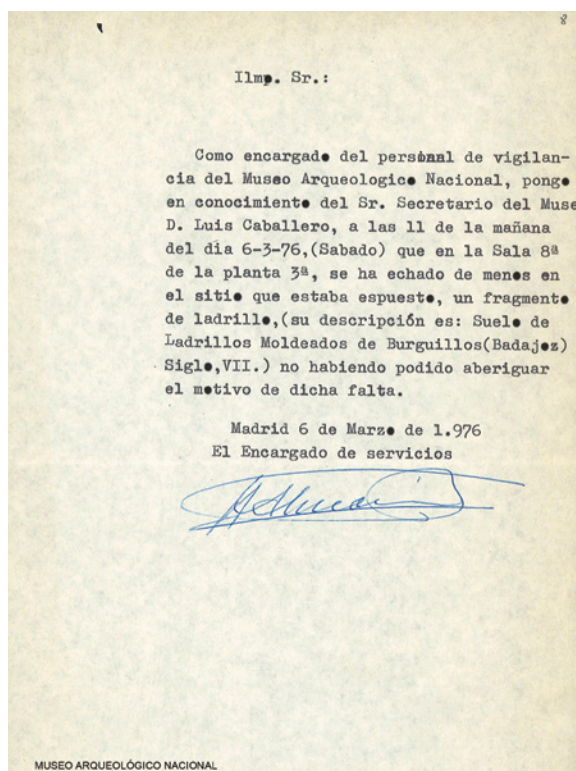 8
Ilmo. Sr.:
Como encargado del personal de vigilan-
cia del Museo Arqueologico Nacional, pongo
en conocimiento del Sr. Secretario del Muse
D. Luis Caballero, a las 11 de la mañana
del día 6-3-76,(Sabado) que en la Sala 8ª
de la planta 3ª, se ha echado de menos en
el sitio que estaba espuesto, un fragmento
de ladrillo,(su descripción es: Suelo de
Ladrillos Moldeados de Burguillos(Badajoz)
Siglo,VII.) no habiendo podido aberiguar
el motivo de dicha falta.
Madrid 6 de Marzo de 1.976
El Encargado de servicios
MUSEO ARQUEOLÓGICO NACIONAL